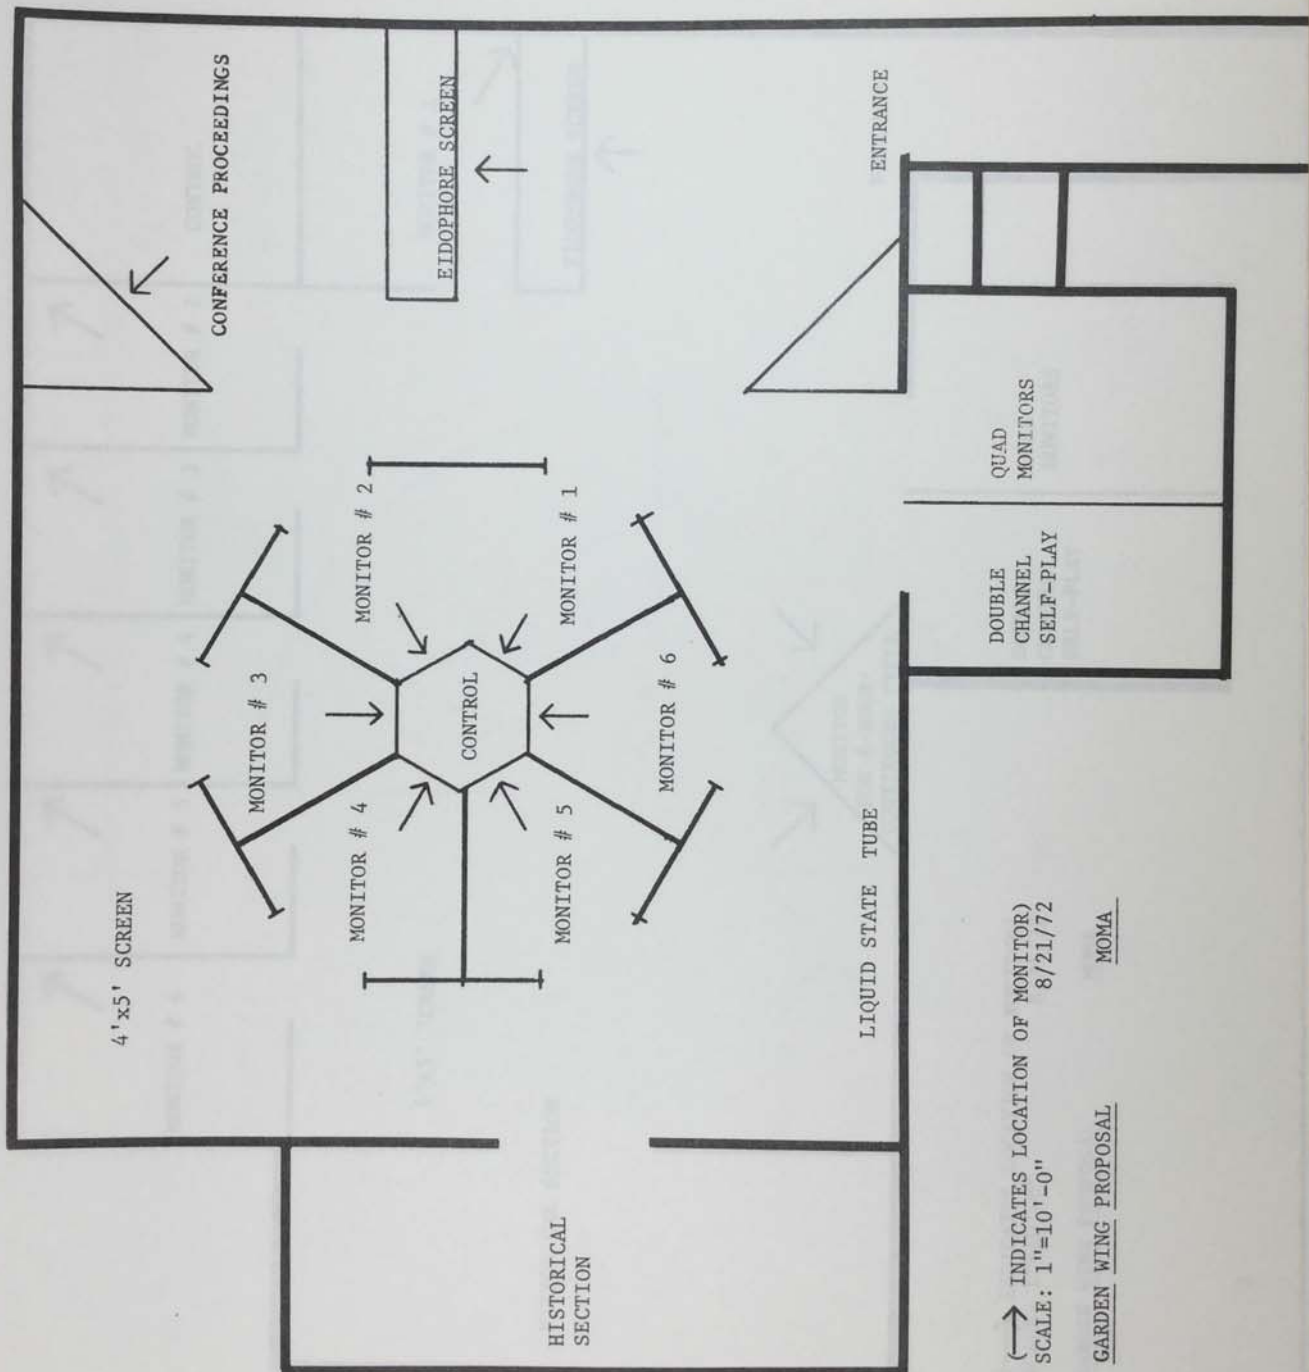 CONFERENCE PROCEEDINGS
EIDOPHORE SCREEN
ENTRANCE
4'x5' SCREEN
MONITOR # 3
MONITOR # 2
MONITOR # 4
CONTROL
MONITOR # 1
MONITOR # 5
MONITOR # 6
QUAD
MONITORS
DOUBLE
CHANNEL
SELF-PLAY
LIQUID STATE TUBE
HISTORICAL
SECTION
(⟶ INDICATES LOCATION OF MONITOR)
SCALE: 1"=10'-0" 8/21/72
GARDEN WING PROPOSAL MOMA